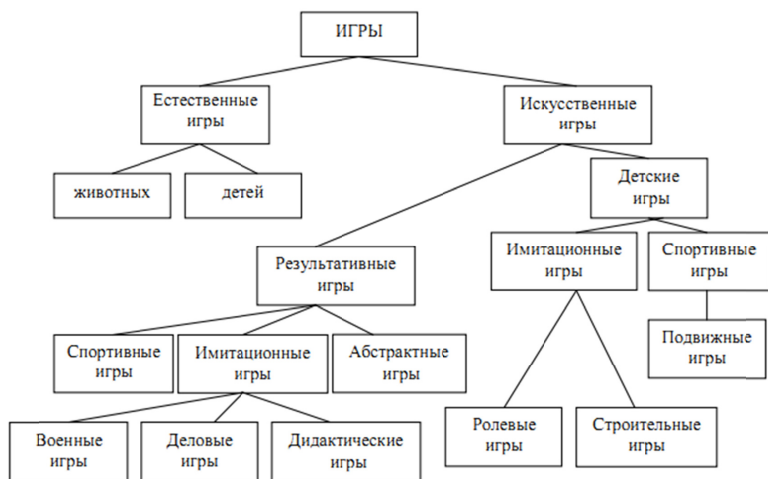 ИГРЫ
Естественные
игры
Искусственные
игры
животных
детей
Детские
игры
Результативные
игры
Имитационные
игры
Спортивные
игры
Спортивные
игры
Имитационные
игры
Абстрактные
игры
Подвижные
игры
Военные
игры
Деловые
игры
Дидактические
игры
Ролевые
игры
Строительные
игры